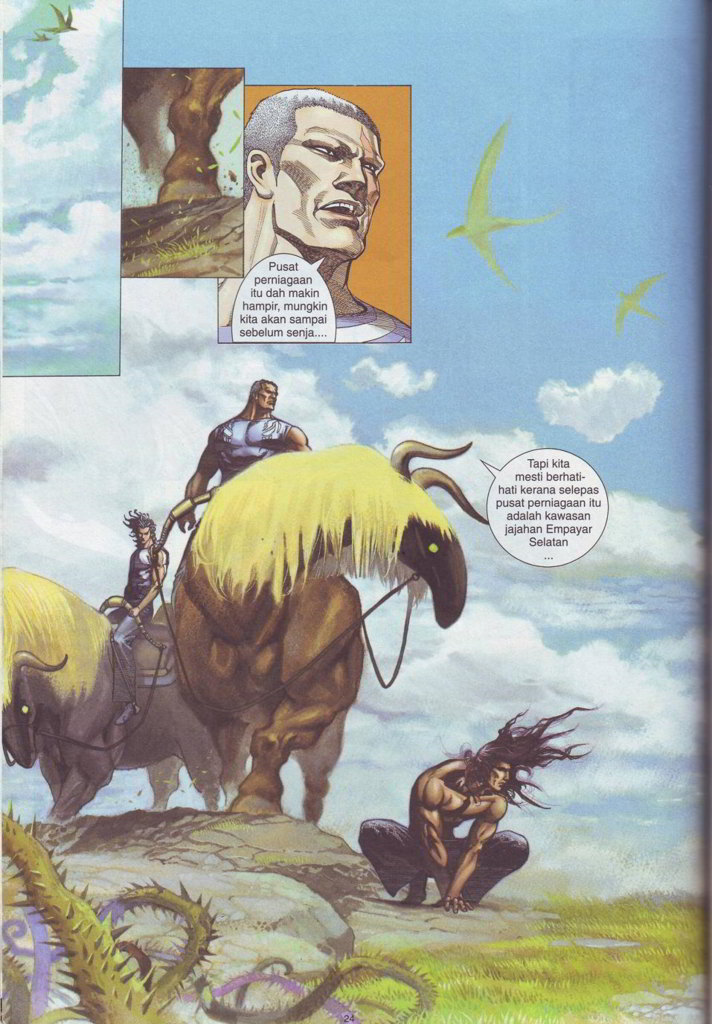 Pusat
perniagaan
itu dah makin
hampir, mungkin
kita akan sampai
sebelum senja....
Tapi kita
mesti berhati-
hati kerana selepas
pusat perniagaan itu
adalah kawasan
jajahan Empayar
Selatan
...
24